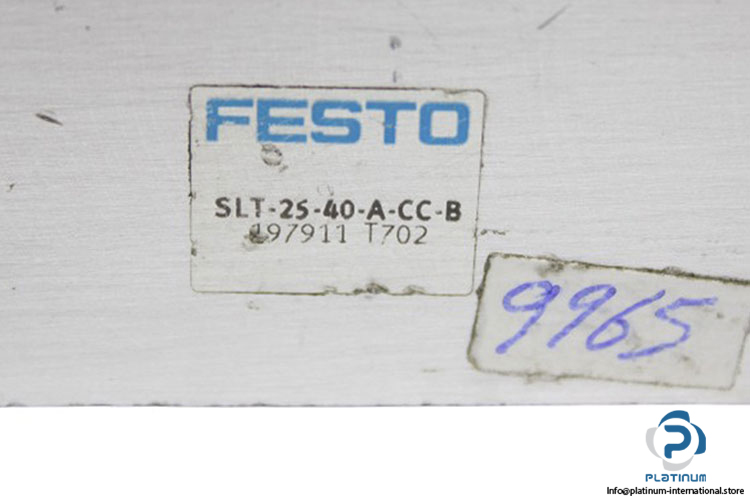 FESTO
SLT-25-40-A-CC-B
197911 T702
9965
PLATINUM
Info@platinum-international.store